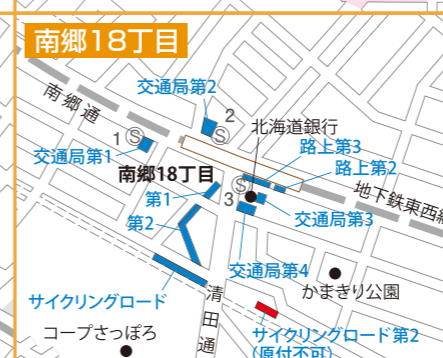 南郷18丁目
交通局第2
南郷通
2
Ⓢ
北海道銀行
1 Ⓢ
交通局第1
路上第3
路上第2
南郷18丁目
第1
Ⓢ
3
地下鉄東西線
交通局第3
第2
交通局第4
サイクリングロード
清田通
かまきり公園
コープさっぽろ
サイクリングロード第2
(原付不可)